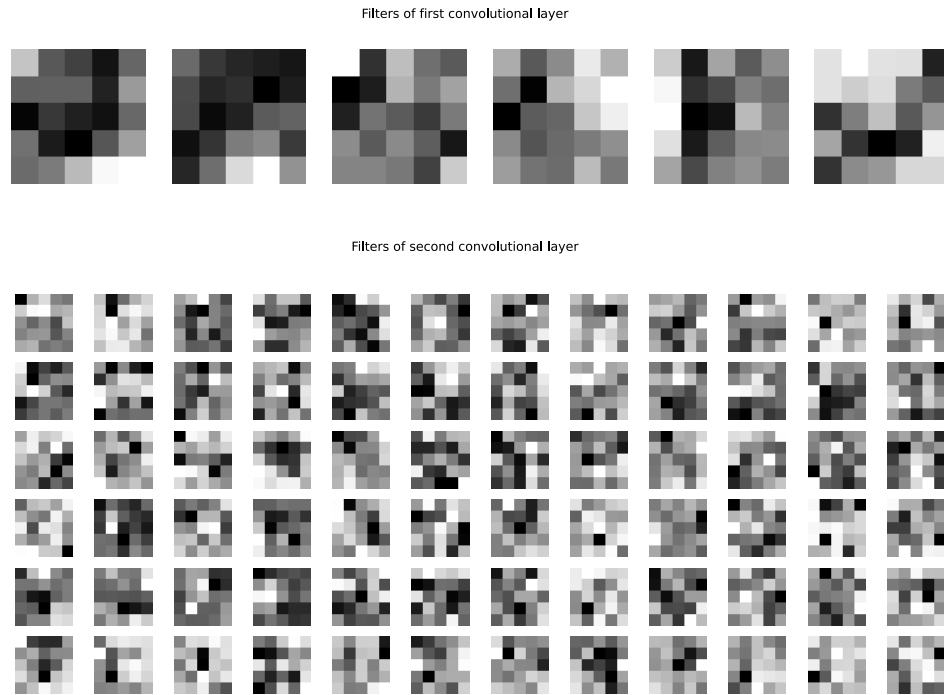 Filters of first convolutional layer
Filters of second convolutional layer